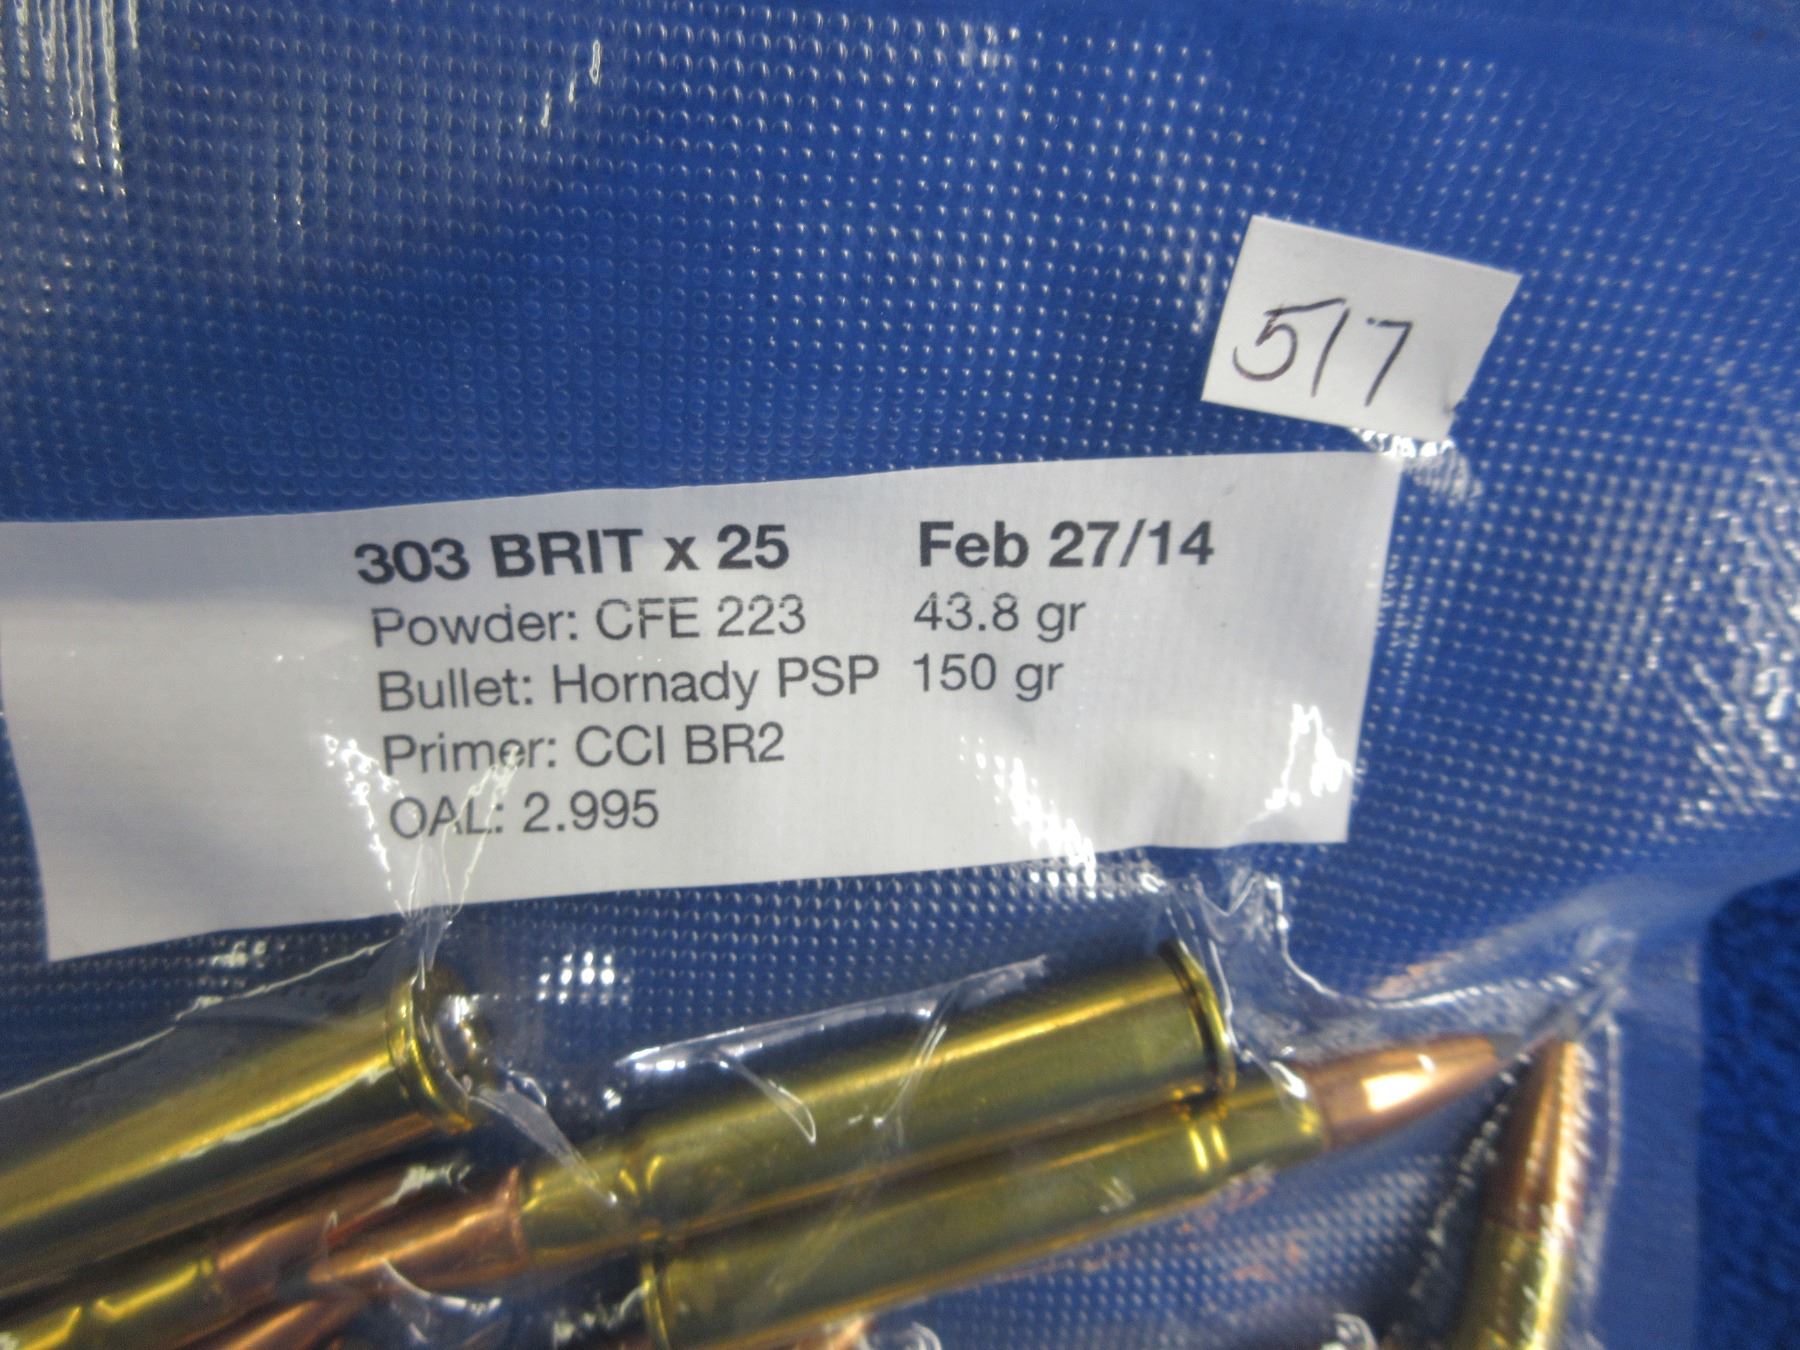 517
303 BRIT x 25 Feb 27/14
Powder: CFE 223 43.8 gr
Bullet: Hornady PSP 150 gr
Primer: CCI BR2
OAL: 2.995